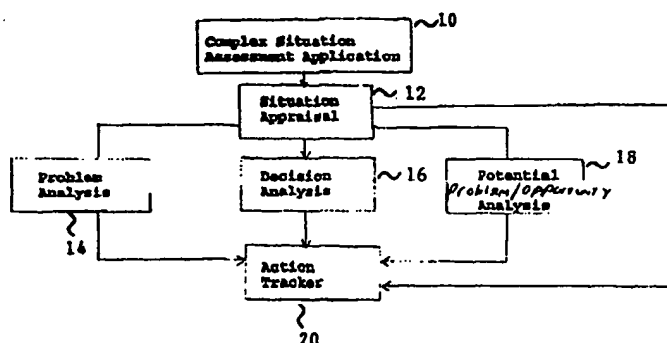 10
Complex Situation
Assessment Application
12
Situation
Appraisal
Problem
Analysis
14
Decision
Analysis
16
Potential
Problem/Opportunity
Analysis
18
Action
Tracker
20